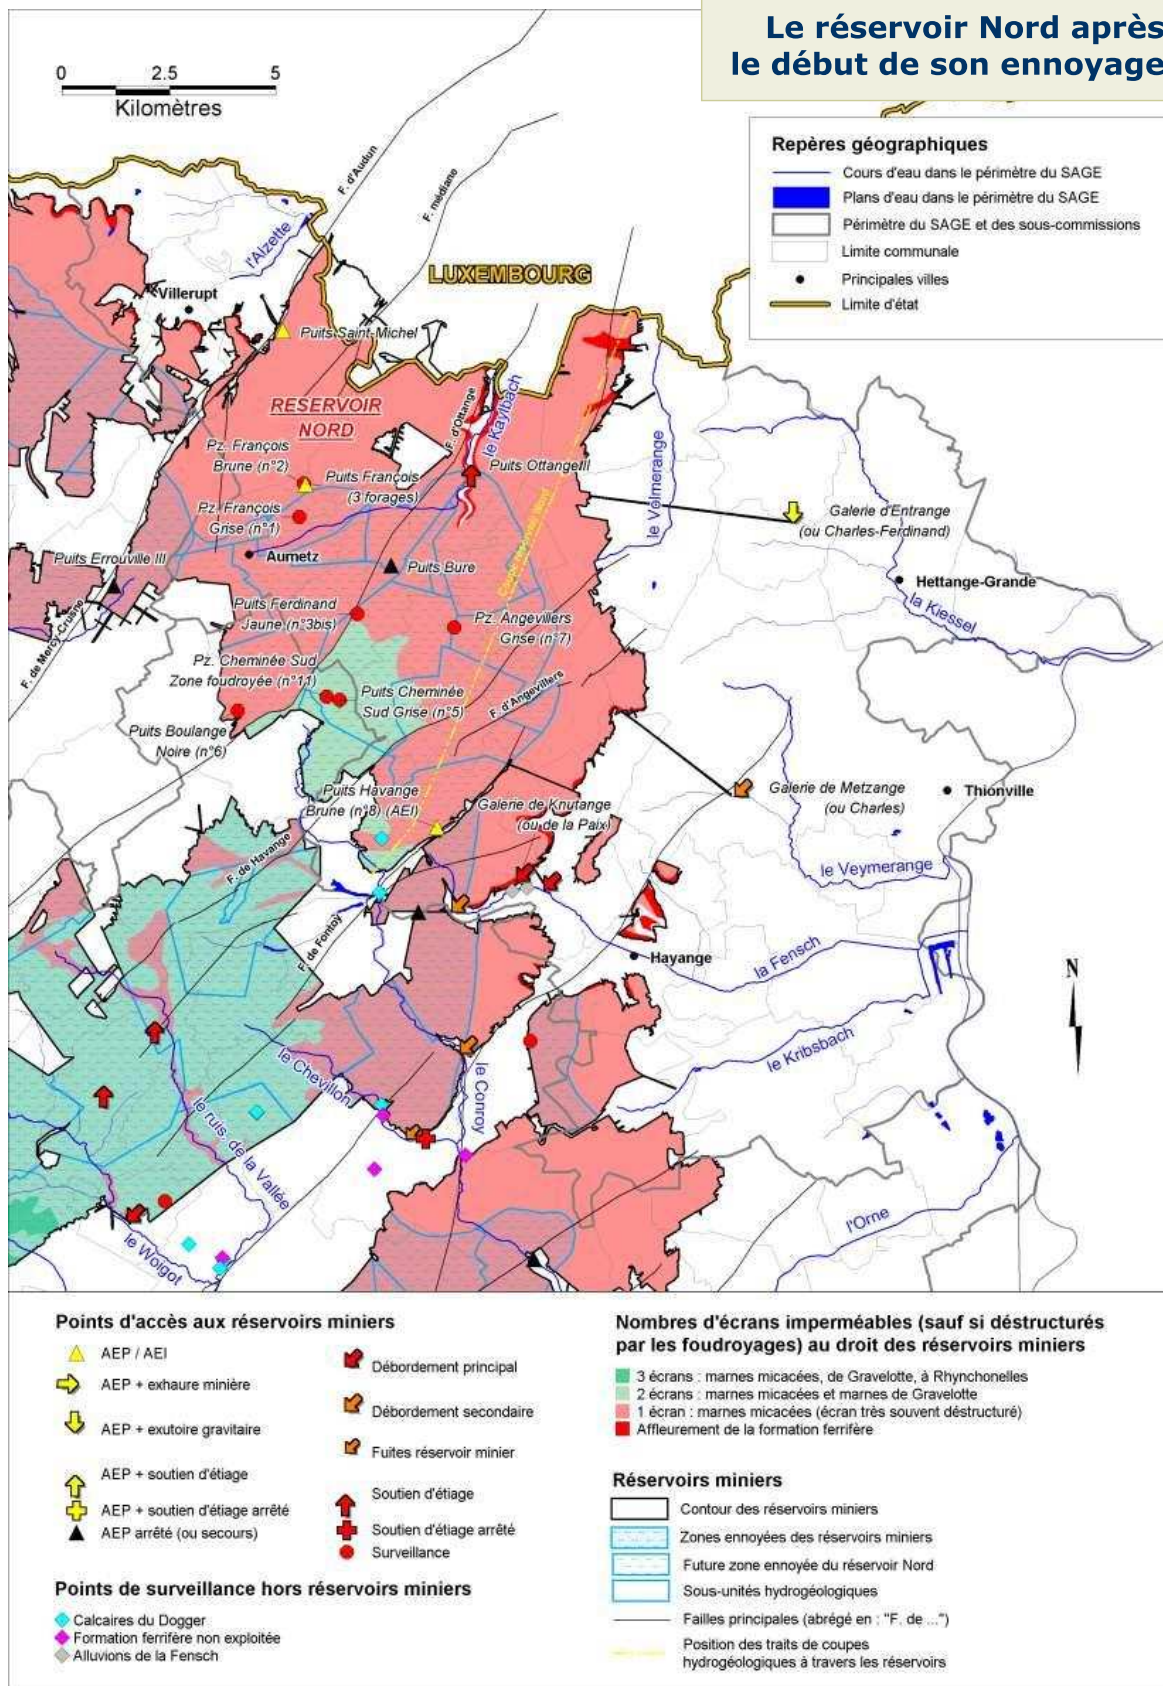 Le réservoir Nord après
le début de son ennoyage
0 2.5 5
Kilomètres
Repères géographiques
Cours d'eau dans le périmètre du SAGE
Plans d'eau dans le périmètre du SAGE
Périmètre du SAGE et des sous-commissions
Limite communale
Principales villes
Limite d'état
F. d'Audun
F. médiane
l'Alzette
LUXEMBOURG
Villerupt
Puits Saint-Michel
RESERVOIR
NORD
F. d'Ottange
le Kaylbach
Pz. François
Brune (n°2)
Puits François
(3 forages)
Puits Ottange II
le Volmerange
Galerie d'Entrange
(ou Charles-Ferdinand)
Pz. François
Grise (n°1)
Coupe réservoir Nord
Puits Errouville III
Aumetz
Puits Bure
Hettange-Grande
la Kiessel
Puits Ferdinand
Jaune (n°3bis)
Pz. Angevillers
Grise (n°7)
F. de Mercy-Crusne
Pz. Cheminée Sud
Zone foudroyée (n°11)
Puits Cheminée
Sud Grise (n°5)
F. d'Angevillers
Puits Boulange
Noire (n°6)
Puits Havange
Brune (n°8) (AEI)
Galerie de Knutange
(ou de la Paix)
Galerie de Metzange
(ou Charles)
Thionville
F. de Havange
le Veymerange
F. de Fontoy
Hayange
la Fensch
N
le Kribsbach
le Chevillon
le Conroy
le ruis. de la Vallée
l'Orne
le Woigot
Points d'accès aux réservoirs miniers
AEP / AEI
AEP + exhaure minière
AEP + exutoire gravitaire
AEP + soutien d'étiage
AEP + soutien d'étiage arrêté
AEP arrêté (ou secours)
Débordement principal
Débordement secondaire
Fuites réservoir minier
Soutien d'étiage
Soutien d'étiage arrêté
Surveillance
Points de surveillance hors réservoirs miniers
Calcaires du Dogger
Formation ferrifère non exploitée
Alluvions de la Fensch
Nombres d'écrans imperméables (sauf si déstructurés
par les foudroyages) au droit des réservoirs miniers
3 écrans : marnes micacées, de Gravelotte, à Rhynchonelles
2 écrans : marnes micacées et marnes de Gravelotte
1 écran : marnes micacées (écran très souvent déstructuré)
Affleurement de la formation ferrifère
Réservoirs miniers
Contour des réservoirs miniers
Zones ennoyées des réservoirs miniers
Future zone ennoyée du réservoir Nord
Sous-unités hydrogéologiques
Failles principales (abrégé en : "F. de ...")
Position des traits de coupes
hydrogéologiques à travers les réservoirs